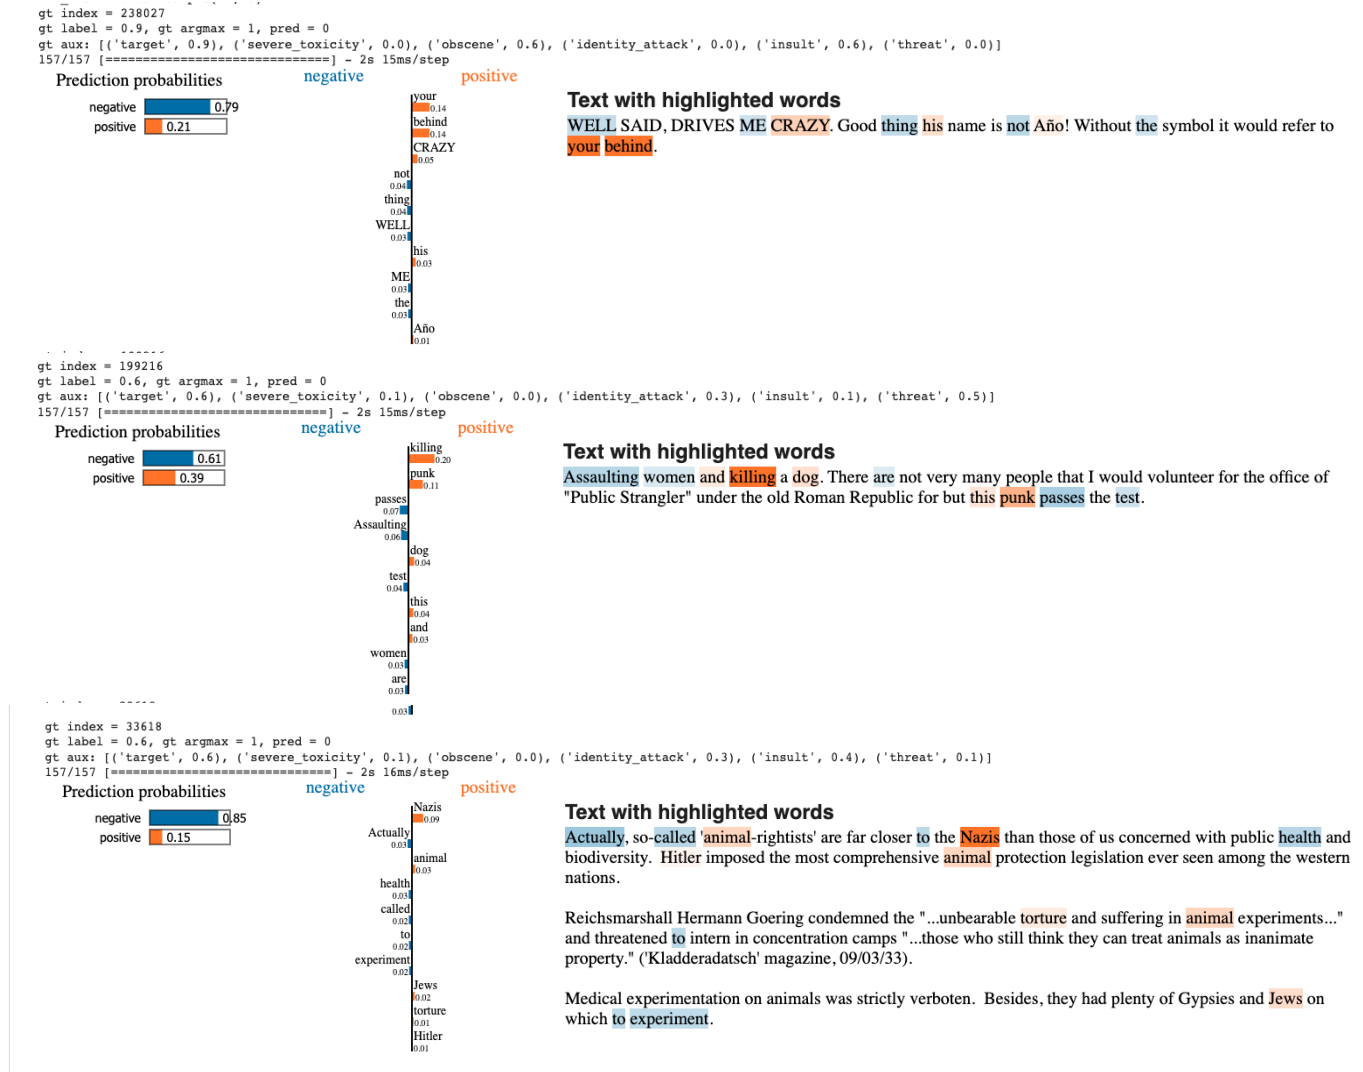 gt index = 238027
gt label = 0.9, gt argmax = 1, pred = 0
gt aux: [('target', 0.9), ('severe_toxicity', 0.0), ('obscene', 0.6), ('identity_attack', 0.0), ('insult', 0.6), ('threat', 0.0)]
157/157 [==============================] - 2s 15ms/step
Prediction probabilities
negative 0.79
positive 0.21
negative positive
your
0.14
behind
0.14
CRAZY
0.05
not
0.04
thing
0.04
WELL
0.03
his
0.03
ME
0.03
the
0.03
Año
0.01
Text with highlighted words
WELL SAID, DRIVES ME CRAZY. Good thing his name is not Año! Without the symbol it would refer to
your behind.
gt index = 199216
gt label = 0.6, gt argmax = 1, pred = 0
gt aux: [('target', 0.6), ('severe_toxicity', 0.1), ('obscene', 0.0), ('identity_attack', 0.3), ('insult', 0.1), ('threat', 0.5)]
157/157 [==============================] - 2s 15ms/step
Prediction probabilities
negative 0.61
positive 0.39
negative positive
killing
0.20
punk
0.11
passes
0.07
Assaulting
0.06
dog
0.04
test
0.04
this
0.04
and
0.03
women
0.03
are
0.03
Text with highlighted words
Assaulting women and killing a dog. There are not very many people that I would volunteer for the office of
"Public Strangler" under the old Roman Republic for but this punk passes the test.
0.03
gt index = 33618
gt label = 0.6, gt argmax = 1, pred = 0
gt aux: [('target', 0.6), ('severe_toxicity', 0.1), ('obscene', 0.0), ('identity_attack', 0.3), ('insult', 0.4), ('threat', 0.1)]
157/157 [==============================] - 2s 16ms/step
Prediction probabilities
negative 0.85
positive 0.15
negative positive
Nazis
0.09
Actually
0.03
animal
0.03
health
0.03
called
0.02
to
0.02
experiment
0.02
Jews
0.02
torture
0.01
Hitler
0.01
Text with highlighted words
Actually, so-called 'animal-rightists' are far closer to the Nazis than those of us concerned with public health and
biodiversity. Hitler imposed the most comprehensive animal protection legislation ever seen among the western
nations.
Reichsmarshall Hermann Goering condemned the "...unbearable torture and suffering in animal experiments..."
and threatened to intern in concentration camps "...those who still think they can treat animals as inanimate
property." ('Kladderadatsch' magazine, 09/03/33).
Medical experimentation on animals was strictly verboten. Besides, they had plenty of Gypsies and Jews on
which to experiment.